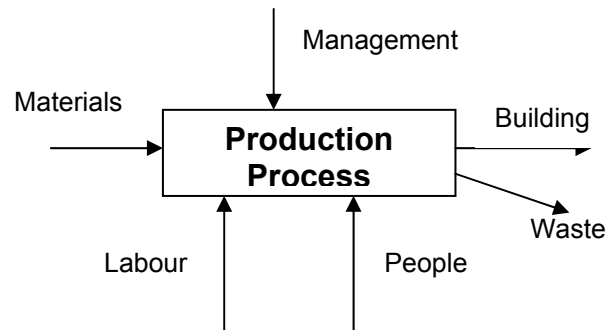 Management
Materials
Building
Production
Process
Waste
Labour
People